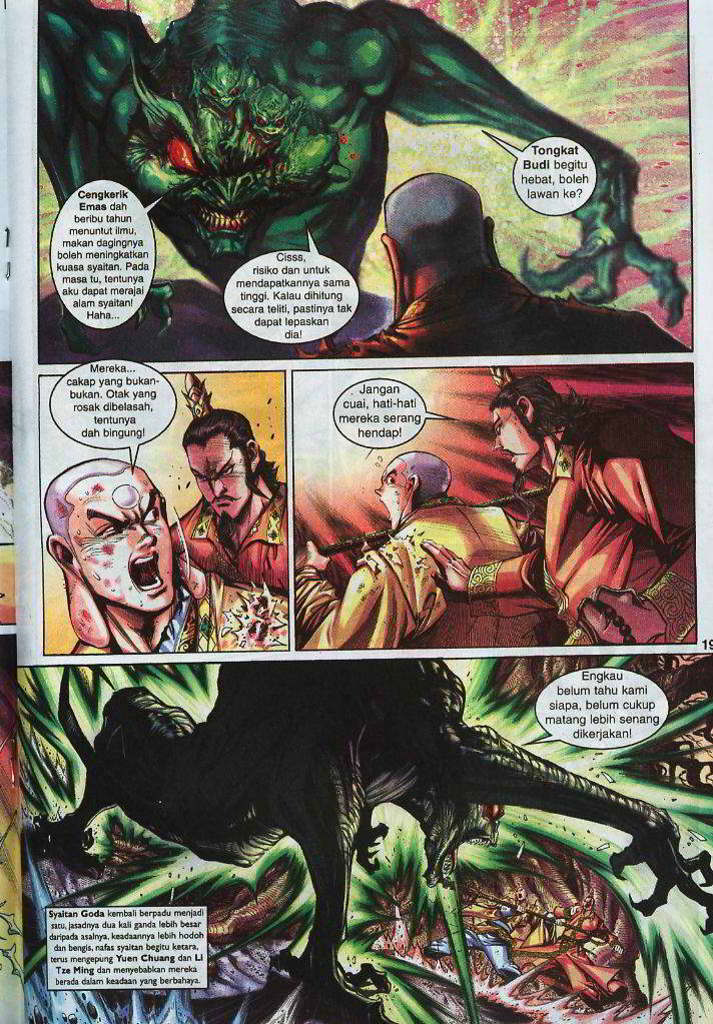 Cengkerik
Emas dah
beribu tahun
menuntut ilmu,
makan dagingnya
boleh meningkatkan
kuasa syaitan. Pada
masa tu, tentunya
aku dapat merajai
alam syaitan!
Haha...
Cisss,
risiko dan untuk
mendapatkannya sama
tinggi. Kalau dihitung
secara teliti, pastinya tak
dapat lepaskan
dia!
Tongkat
Budi begitu
hebat, boleh
lawan ke?
Mereka...
cakap yang bukan-
bukan. Otak yang
rosak dibelasah,
tentunya
dah bingung!
Jangan
cuai, hati-hati
mereka serang
hendap!
19
Engkau
belum tahu kami
siapa, belum cukup
matang lebih senang
dikerjakan!
Syaitan Goda kembali berpadu menjadi
satu, jasadnya dua kali ganda lebih besar
daripada asalnya, keadaannya lebih hodoh
dan bengis, nafas syaitan begitu ketara,
terus mengepung Yuen Chuang dan Li
Tze Ming dan menyebabkan mereka
berada dalam keadaan yang berbahaya.